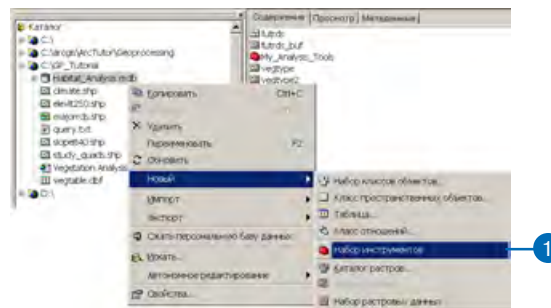 Каталог
C:\
C:\arcgis\ArcTutor\Geoprocessing
C:\GP_Tutorial
Habitat_Analysis.mdb
climate.shp
elevlt250.shp
majorrds.shp
query.txt
slopelt40.shp
study_quads.shp
Vegetation Analysis
vegtable.dbf
D:\
Содержание Просмотр Метаданные
futrds
futrds_buf
My_Analysis_Tools
vegtype
vegtype2
Копировать Ctrl+C
Удалить
Переименовать F2
Обновить
Новый
Импорт
Экспорт
Сжать персональную базу данных
Искать...
Автономное редактирование
Свойства...
Набор классов объектов...
Класс пространственных объектов...
Таблица...
Класс отношений...
Набор инструментов
Каталог растров...
Набор растровых данных
1